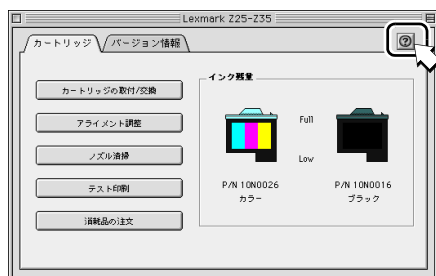 Lexmark Z25-Z35
カートリッジ
バージョン情報
?
カートリッジの取付/交換
アライメント調整
ノズル清掃
テスト印刷
消耗品の注文
インク残量
Full
Low
P/N 10N0026
カラー
P/N 10N0016
ブラック